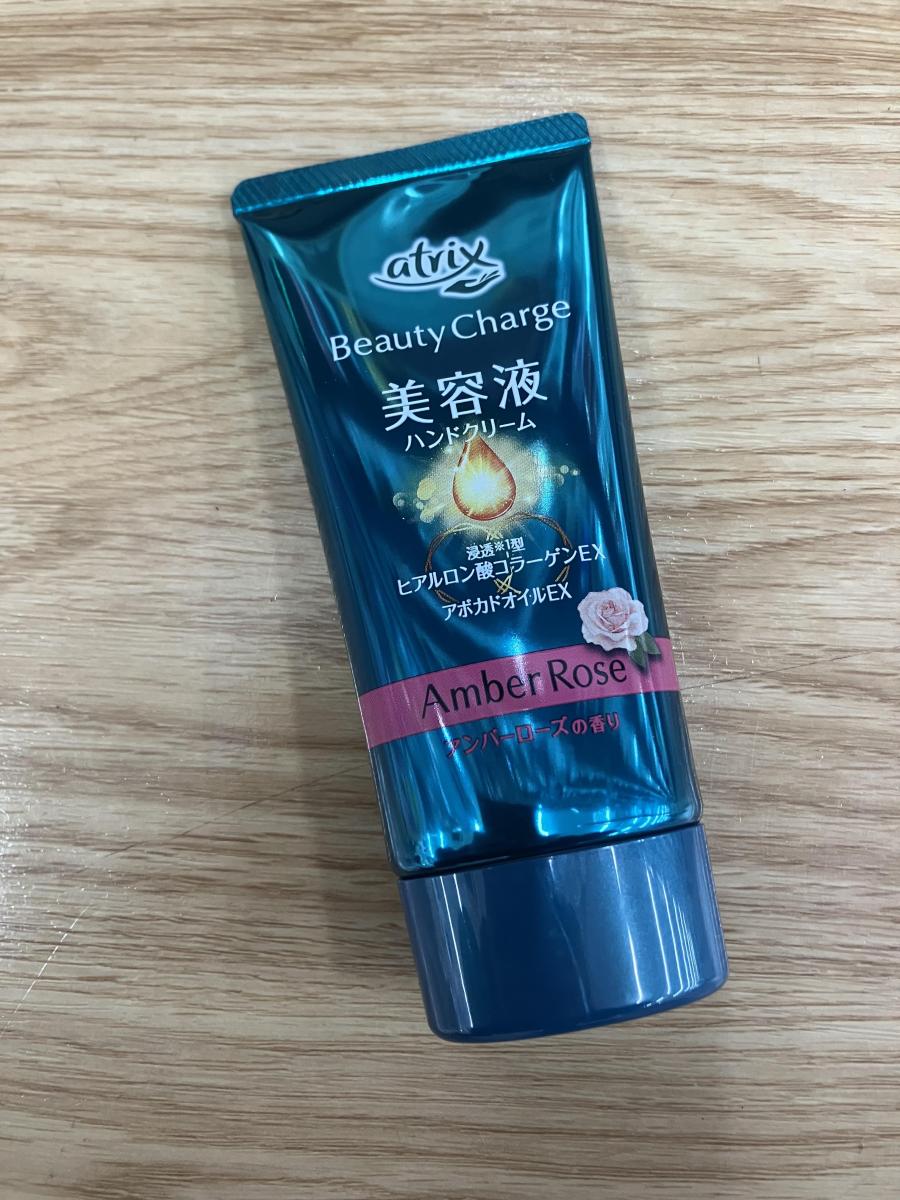 atrix
Beauty Charge
美容液
ハンドクリーム
浸透※1型
ヒアルロン酸コラーゲンEX
アボカドオイルEX
Amber Rose
アンバーローズの香り